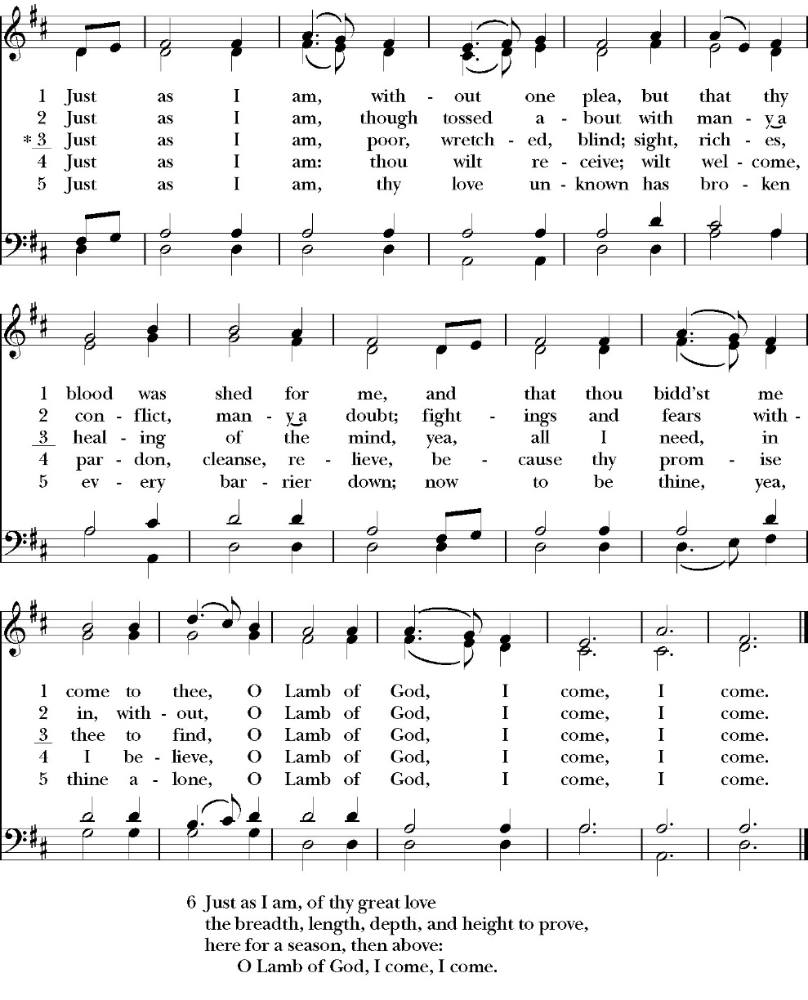 1 Just as I am, with - out one plea, but that thy
2 Just as I am, though tossed a - bout with man - y a
*3 Just as I am, poor, wretch - ed, blind; sight, rich - es,
4 Just as I am: thou wilt re - ceive; wilt wel - come,
5 Just as I am, thy love un - known has bro - ken
1 blood was shed for me, and that thou bidd'st me
2 con - flict, man - y a doubt; fight - ings and fears with -
3 heal - ing of the mind, yea, all I need, in
4 par - don, cleanse, re - lieve, be - cause thy prom - ise
5 ev - ery bar - rier down; now to be thine, yea,
1 come to thee, O Lamb of God, I come, I come.
2 in, with - out, O Lamb of God, I come, I come.
3 thee to find, O Lamb of God, I come, I come.
4 I be - lieve, O Lamb of God, I come, I come.
5 thine a - lone, O Lamb of God, I come, I come.
6 Just as I am, of thy great love
the breadth, length, depth, and height to prove,
here for a season, then above:
O Lamb of God, I come, I come.